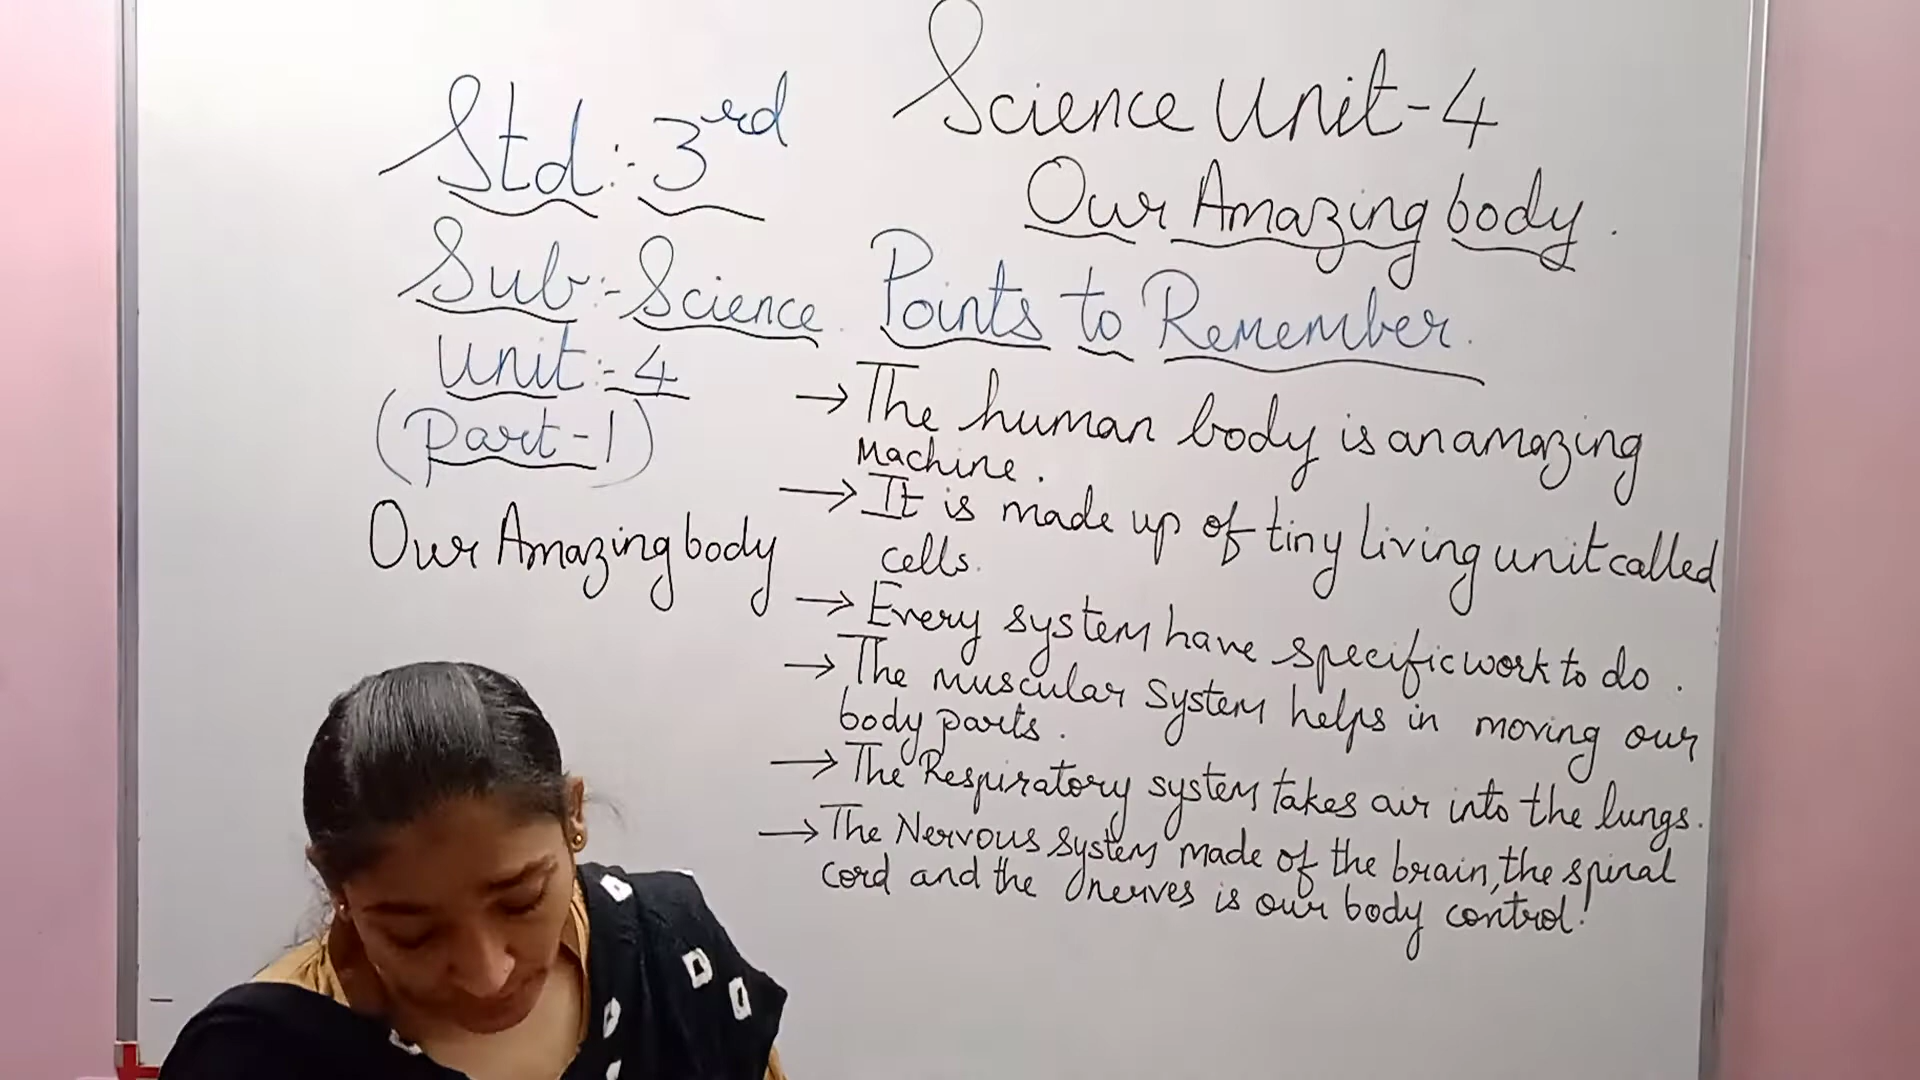 Std:- 3rd
Sub:- Science.
Unit:- 4
(Part-1)
Our Amazing body
Science Unit-4
Our Amazing body.
Points to Remember.
→ The human body is an amazing
Machine.
→ It is made up of tiny living unit called
cells.
→ Every system have specific work to do.
→ The muscular system helps in moving our
body parts.
→ The Respiratory system takes air into the lungs.
→ The Nervous system made of the brain, the spinal
cord and the nerves is our body control!